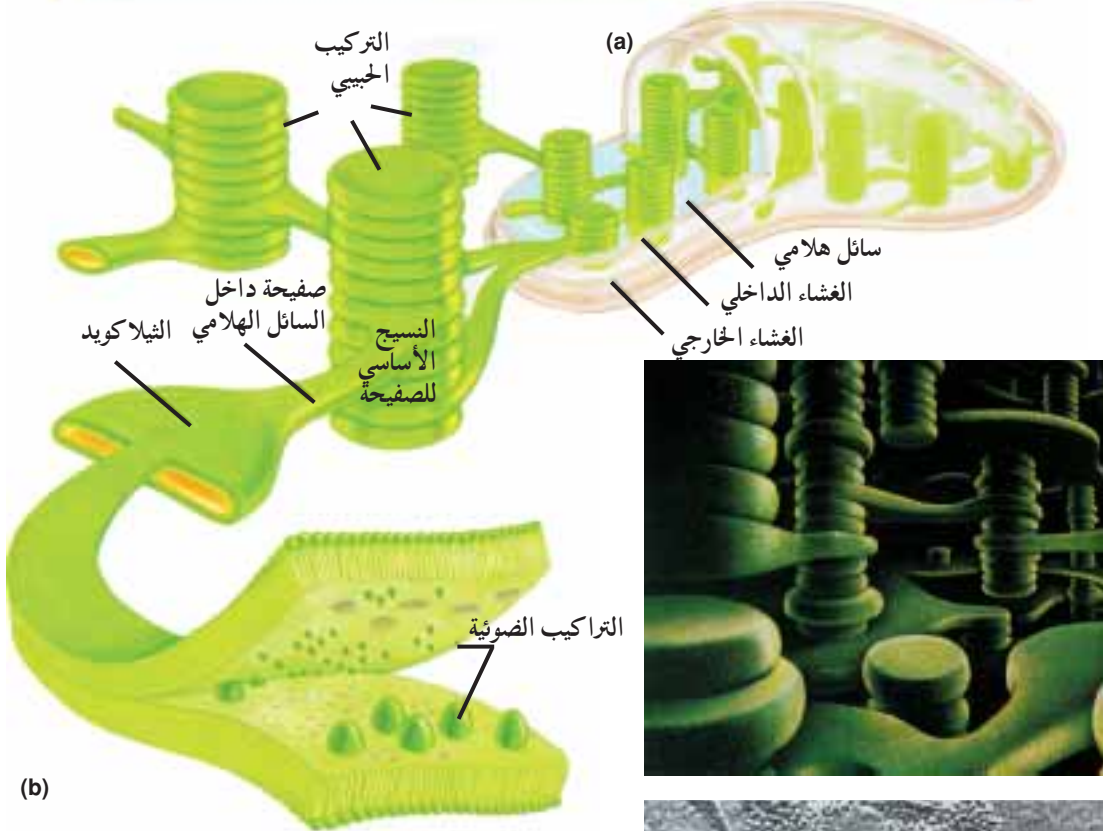 (a)
التركيب
الحبيبي
سائل هلامي
الغشاء الداخلي
الغشاء الخارجي
صفيحة داخل
السائل الهلامي
الثيلاكويد
النسيج
الأساسي
للصفيحة
التراكيب الضوئية
(b)